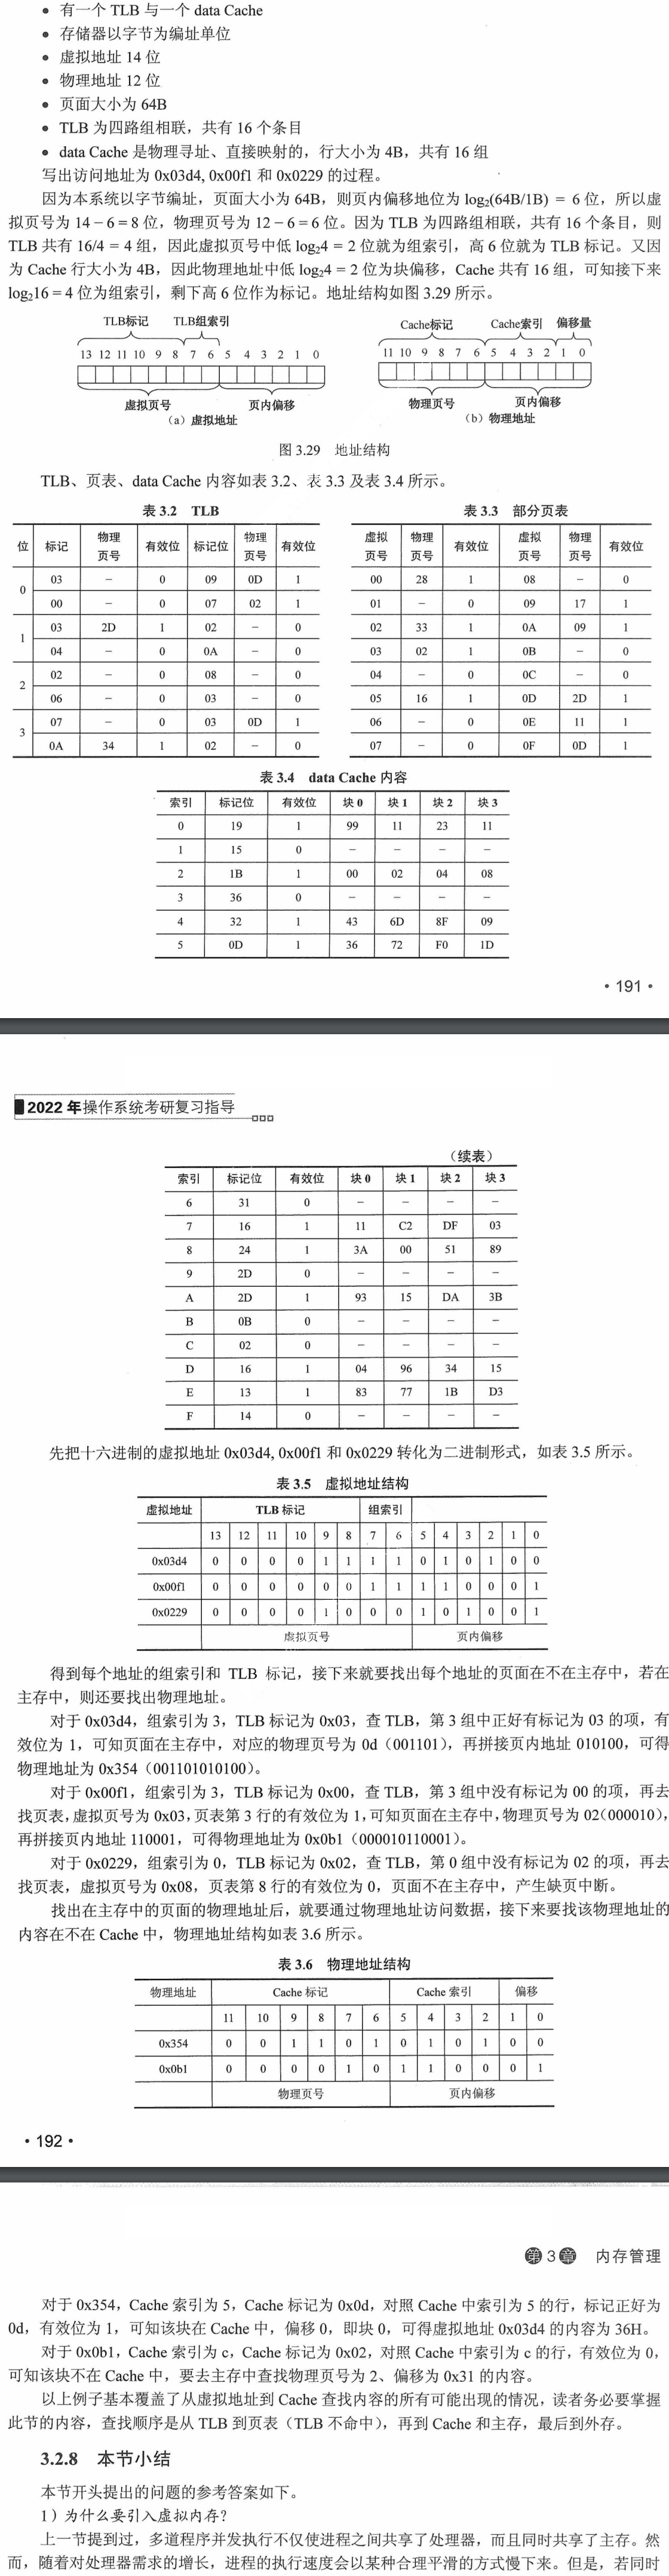 • 有一个 TLB 与一个 data Cache
• 存储器以字节为编址单位
• 虚拟地址 14 位
• 物理地址 12 位
• 页面大小为 64B
• TLB 为四路组相联，共有 16 个条目
• data Cache 是物理寻址、直接映射的，行大小为 4B，共有 16 组
写出访问地址为 0x03d4, 0x00f1 和 0x0229 的过程。
因为本系统以字节编址，页面大小为 64B，则页内偏移地位为 log₂(64B/1B) = 6 位，所以虚
拟页号为 14 − 6 = 8 位，物理页号为 12 − 6 = 6 位。因为 TLB 为四路组相联，共有 16 个条目，则
TLB 共有 16/4 = 4 组，因此虚拟页号中低 log₂4 = 2 位就为组索引，高 6 位就为 TLB 标记。又因
为 Cache 行大小为 4B，因此物理地址中低 log₂4 = 2 位为块偏移，Cache 共有 16 组，可知接下来
log₂16 = 4 位为组索引，剩下高 6 位作为标记。地址结构如图 3.29 所示。
TLB标记 TLB组索引
13 12 11 10 9 8 7 6 5 4 3 2 1 0
虚拟页号 页内偏移
（a）虚拟地址
Cache标记 Cache索引 偏移量
11 10 9 8 7 6 5 4 3 2 1 0
物理页号 页内偏移
（b）物理地址
图 3.29 地址结构
TLB、页表、data Cache 内容如表 3.2、表 3.3 及表 3.4 所示。
表 3.2 TLB
位 标记 物理页号 有效位 标记位 物理页号 有效位
0 03 – 0 09 0D 1
00 – 0 07 02 1
1 03 2D 1 02 – 0
04 – 0 0A – 0
2 02 – 0 08 – 0
06 – 0 03 – 0
3 07 – 0 03 0D 1
0A 34 1 02 – 0
表 3.3 部分页表
虚拟页号 物理页号 有效位 虚拟页号 物理页号 有效位
00 28 1 08 – 0
01 – 0 09 17 1
02 33 1 0A 09 1
03 02 1 0B – 0
04 – 0 0C – 0
05 16 1 0D 2D 1
06 – 0 0E 11 1
07 – 0 0F 0D 1
表 3.4 data Cache 内容
索引 标记位 有效位 块 0 块 1 块 2 块 3
0 19 1 99 11 23 11
1 15 0 – – – –
2 1B 1 00 02 04 08
3 36 0 – – – –
4 32 1 43 6D 8F 09
5 0D 1 36 72 F0 1D
• 191 •
2022 年操作系统考研复习指导
（续表）
索引 标记位 有效位 块 0 块 1 块 2 块 3
6 31 0 – – – –
7 16 1 11 C2 DF 03
8 24 1 3A 00 51 89
9 2D 0 – – – –
A 2D 1 93 15 DA 3B
B 0B 0 – – – –
C 02 0 – – – –
D 16 1 04 96 34 15
E 13 1 83 77 1B D3
F 14 0 – – – –
先把十六进制的虚拟地址 0x03d4, 0x00f1 和 0x0229 转化为二进制形式，如表 3.5 所示。
表 3.5 虚拟地址结构
虚拟地址 TLB 标记 组索引
13 12 11 10 9 8 7 6 5 4 3 2 1 0
0x03d4 0 0 0 0 1 1 1 1 0 1 0 1 0 0
0x00f1 0 0 0 0 0 0 1 1 1 1 0 0 0 1
0x0229 0 0 0 0 1 0 0 0 1 0 1 0 0 1
虚拟页号 页内偏移
得到每个地址的组索引和 TLB 标记，接下来就要找出每个地址的页面在不在主存中，若在
主存中，则还要找出物理地址。
对于 0x03d4，组索引为 3，TLB 标记为 0x03，查 TLB，第 3 组中正好有标记为 03 的项，有
效位为 1，可知页面在主存中，对应的物理页号为 0d（001101），再拼接页内地址 010100，可得
物理地址为 0x354（001101010100）。
对于 0x00f1，组索引为 3，TLB 标记为 0x00，查 TLB，第 3 组中没有标记为 00 的项，再去
找页表，虚拟页号为 0x03，页表第 3 行的有效位为 1，可知页面在主存中，物理页号为 02（000010），
再拼接页内地址 110001，可得物理地址为 0x0b1（000010110001）。
对于 0x0229，组索引为 0，TLB 标记为 0x02，查 TLB，第 0 组中没有标记为 02 的项，再去
找页表，虚拟页号为 0x08，页表第 8 行的有效位为 0，页面不在主存中，产生缺页中断。
找出在主存中的页面的物理地址后，就要通过物理地址访问数据，接下来要找该物理地址的
内容在不在 Cache 中，物理地址结构如表 3.6 所示。
表 3.6 物理地址结构
物理地址 Cache 标记 Cache 索引 偏移
11 10 9 8 7 6 5 4 3 2 1 0
0x354 0 0 1 1 0 1 0 1 0 1 0 0
0x0b1 0 0 0 0 1 0 1 1 0 0 0 1
物理页号 页内偏移
• 192 •
第 3 章 内存管理
对于 0x354，Cache 索引为 5，Cache 标记为 0x0d，对照 Cache 中索引为 5 的行，标记正好为
0d，有效位为 1，可知该块在 Cache 中，偏移 0，即块 0，可得虚拟地址 0x03d4 的内容为 36H。
对于 0x0b1，Cache 索引为 c，Cache 标记为 0x02，对照 Cache 中索引为 c 的行，有效位为 0，
可知该块不在 Cache 中，要去主存中查找物理页号为 2、偏移为 0x31 的内容。
以上例子基本覆盖了从虚拟地址到 Cache 查找内容的所有可能出现的情况，读者务必要掌握
此节的内容，查找顺序是从 TLB 到页表（TLB 不命中），再到 Cache 和主存，最后到外存。
3.2.8 本节小结
本节开头提出的问题的参考答案如下。
1）为什么要引入虚拟内存？
上一节提到过，多道程序并发执行不仅使进程之间共享了处理器，而且同时共享了主存。然
而，随着对处理器需求的增长，进程的执行速度会以某种合理平滑的方式慢下来。但是，若同时